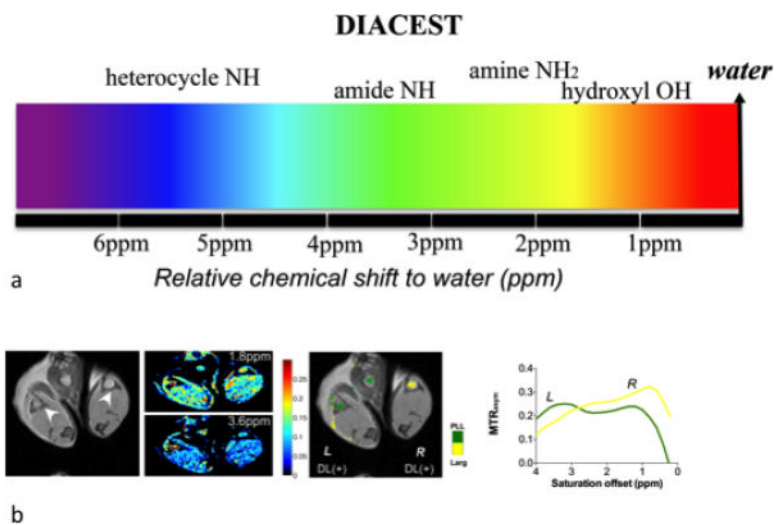 DIACEST
heterocycle NH
amide NH
amine NH₂
hydroxyl OH
water
6ppm 5ppm 4ppm 3ppm 2ppm 1ppm
Relative chemical shift to water (ppm)
a
1.8ppm
3.6ppm
0.25
0.2
0.15
0.1
0.05
0
L R
DL(+) DL(+)
PLL
Larg
MTRasym
0.4
0.3
0.2
0.1
0.0
L
R
4 3 2 1 0
Saturation offset (ppm)
b